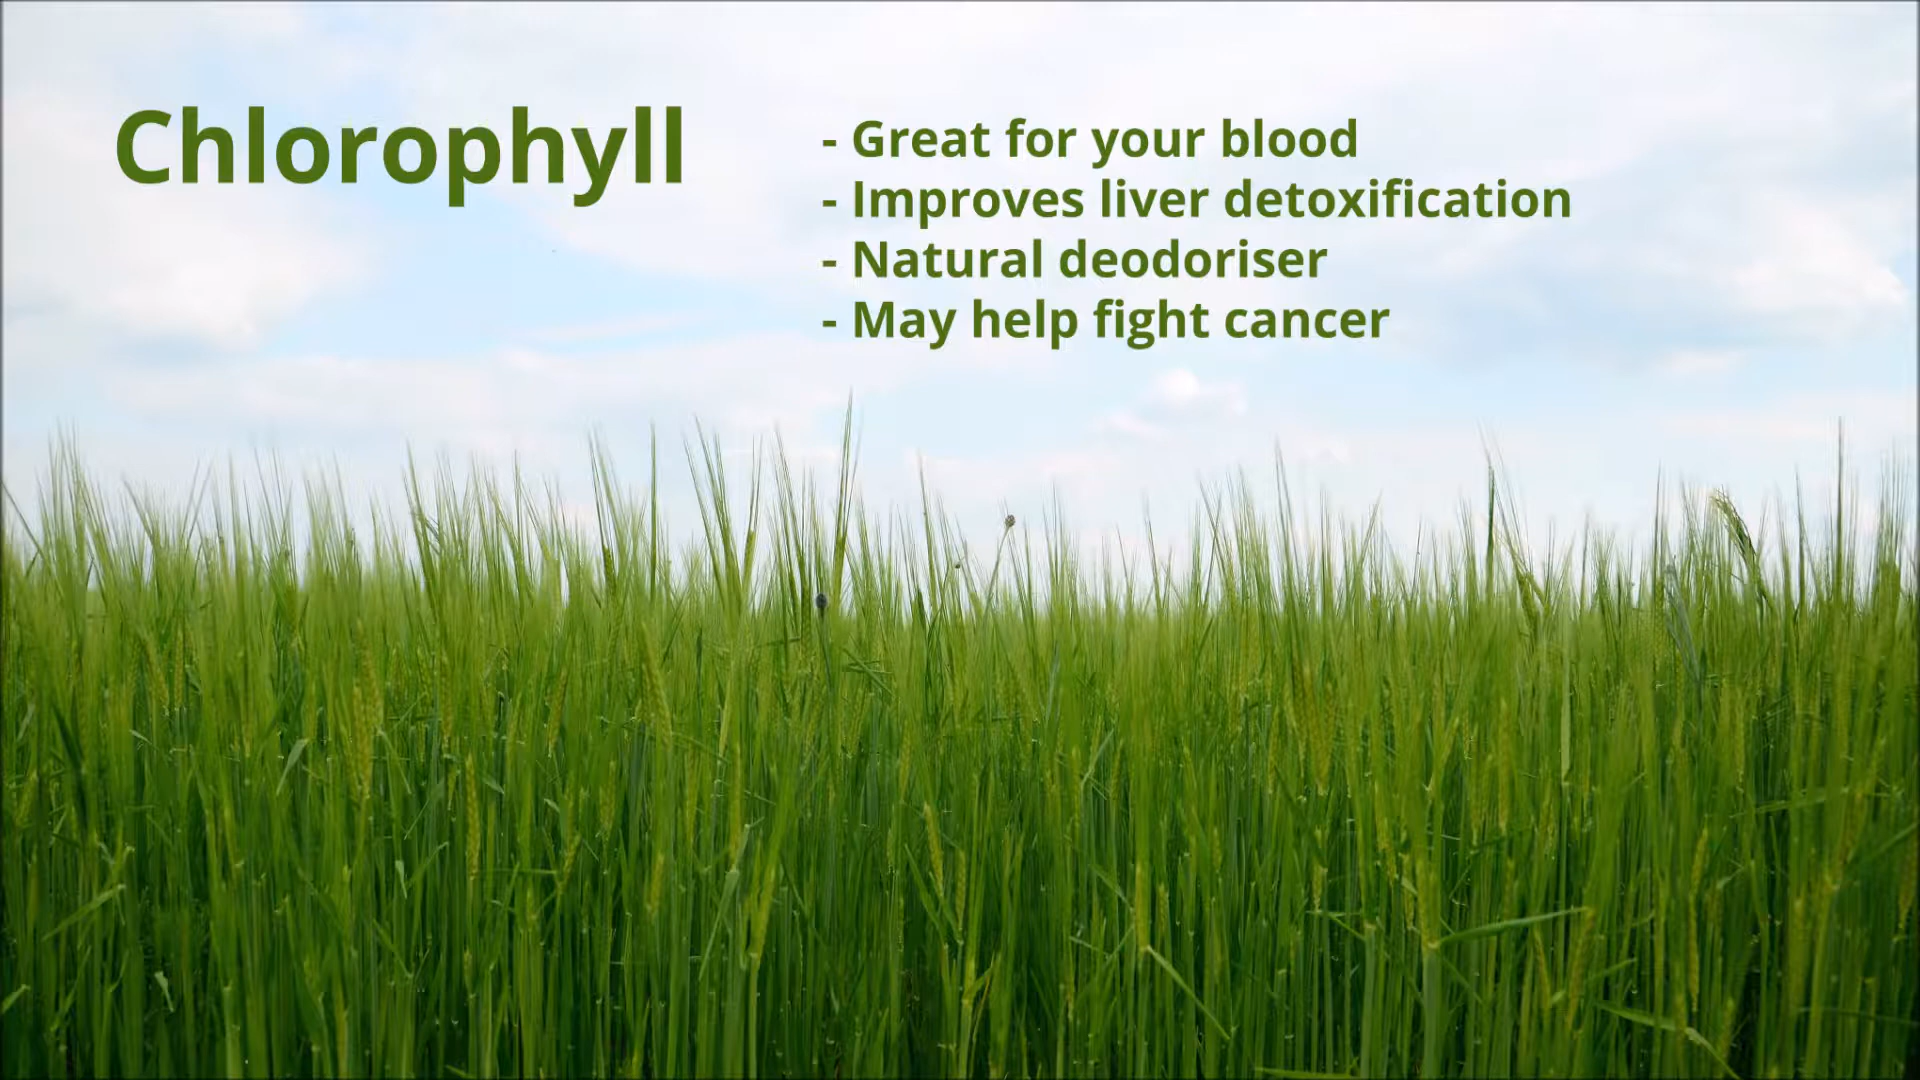 Chlorophyll
- Great for your blood
- Improves liver detoxification
- Natural deodoriser
- May help fight cancer